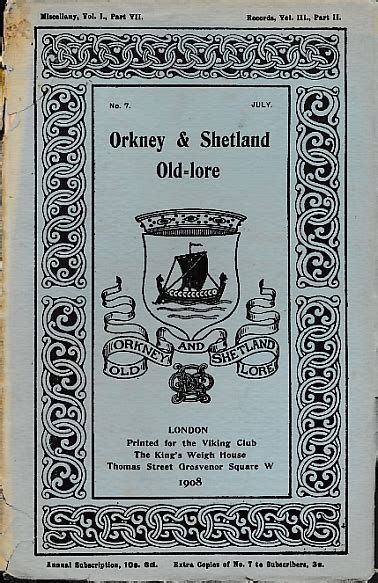 Miscellany, Vol. I., Part VII. Records, Vol. III., Part II.
No. 7. JULY.
Orkney & Shetland
Old-lore
ORKNEY AND SHETLAND
OLD LORE
LONDON
Printed for the Viking Club
The King's Weigh House
Thomas Street Grosvenor Square W
1908
Annual Subscription, 10s. 6d. Extra Copies of No. 7 to Subscribers, 3s.